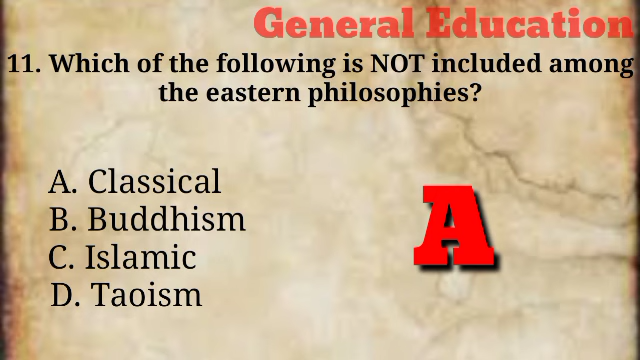 General Education
11. Which of the following is NOT included among
the eastern philosophies?
A. Classical
B. Buddhism
C. Islamic
D. Taoism
A